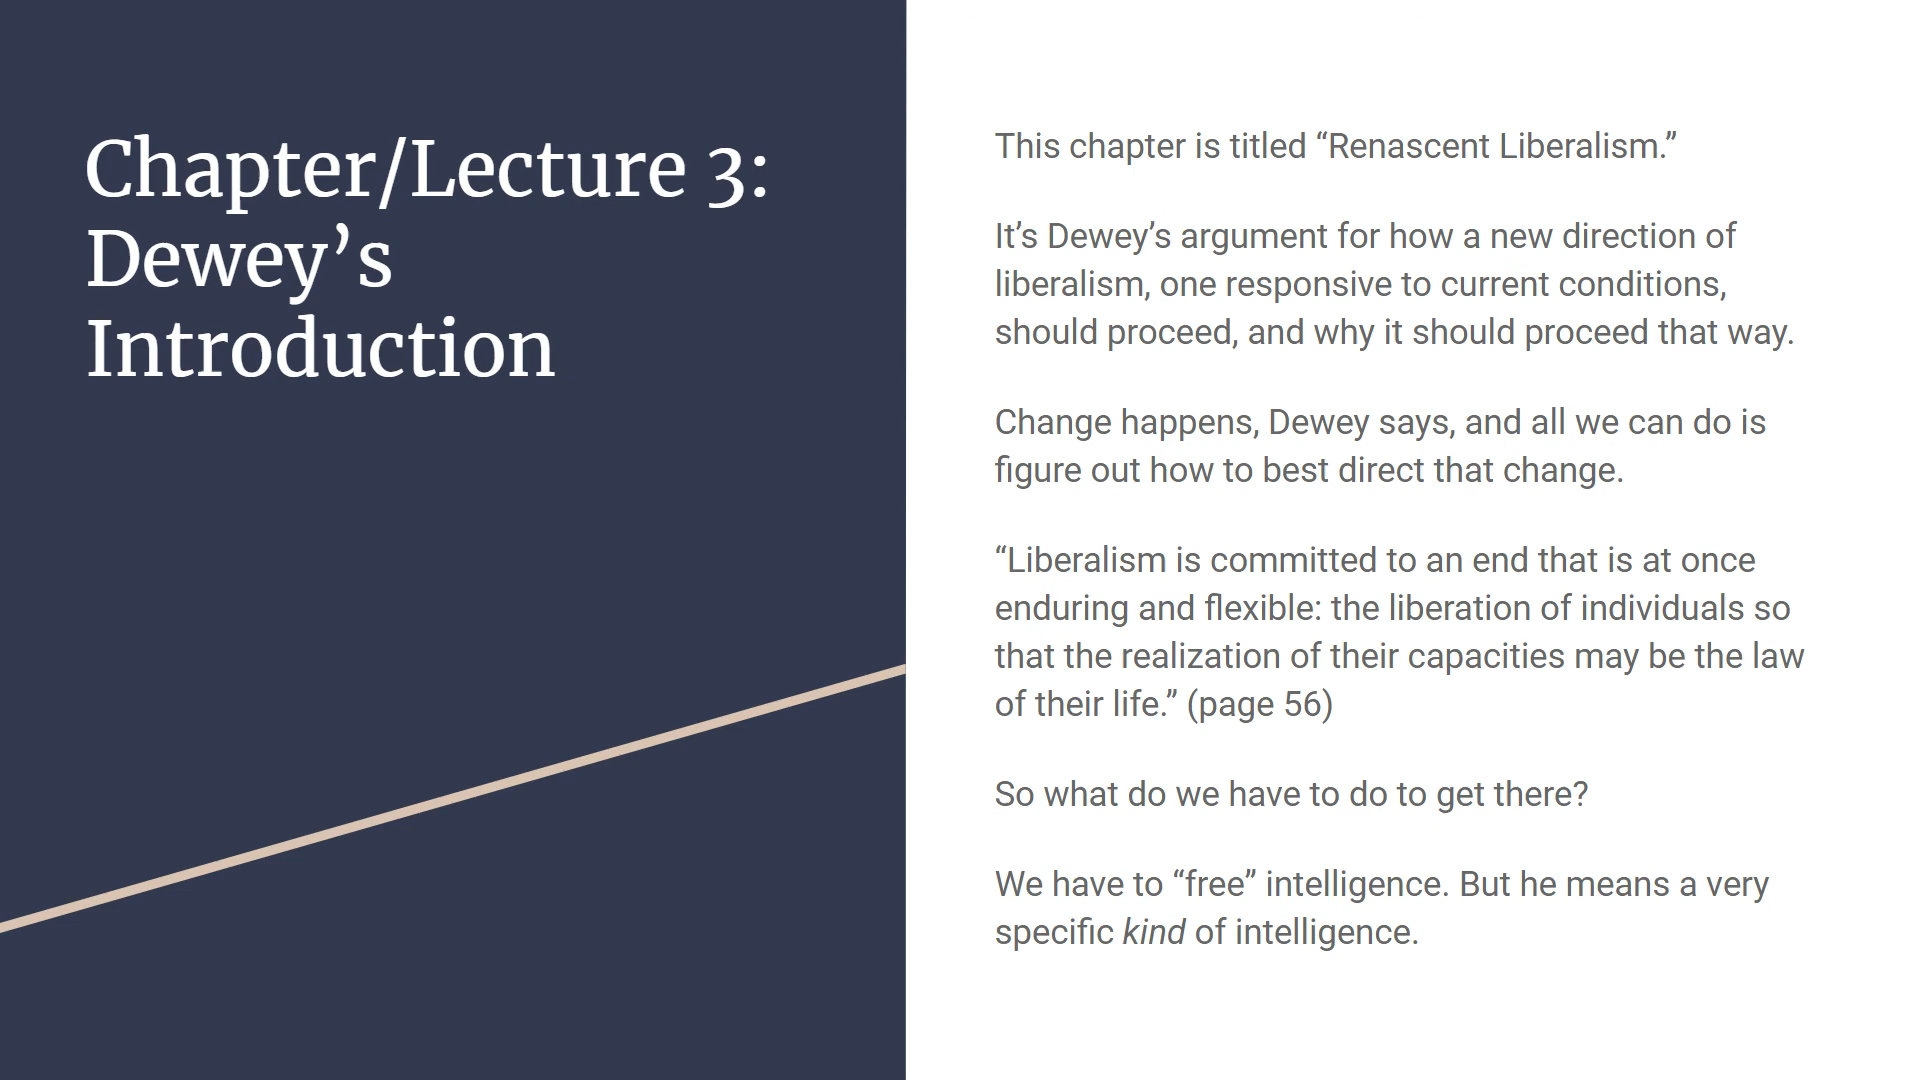 Chapter/Lecture 3:
Dewey’s
Introduction
This chapter is titled “Renascent Liberalism.”
It’s Dewey’s argument for how a new direction of
liberalism, one responsive to current conditions,
should proceed, and why it should proceed that way.
Change happens, Dewey says, and all we can do is
figure out how to best direct that change.
“Liberalism is committed to an end that is at once
enduring and flexible: the liberation of individuals so
that the realization of their capacities may be the law
of their life.” (page 56)
So what do we have to do to get there?
We have to “free” intelligence. But he means a very
specific kind of intelligence.